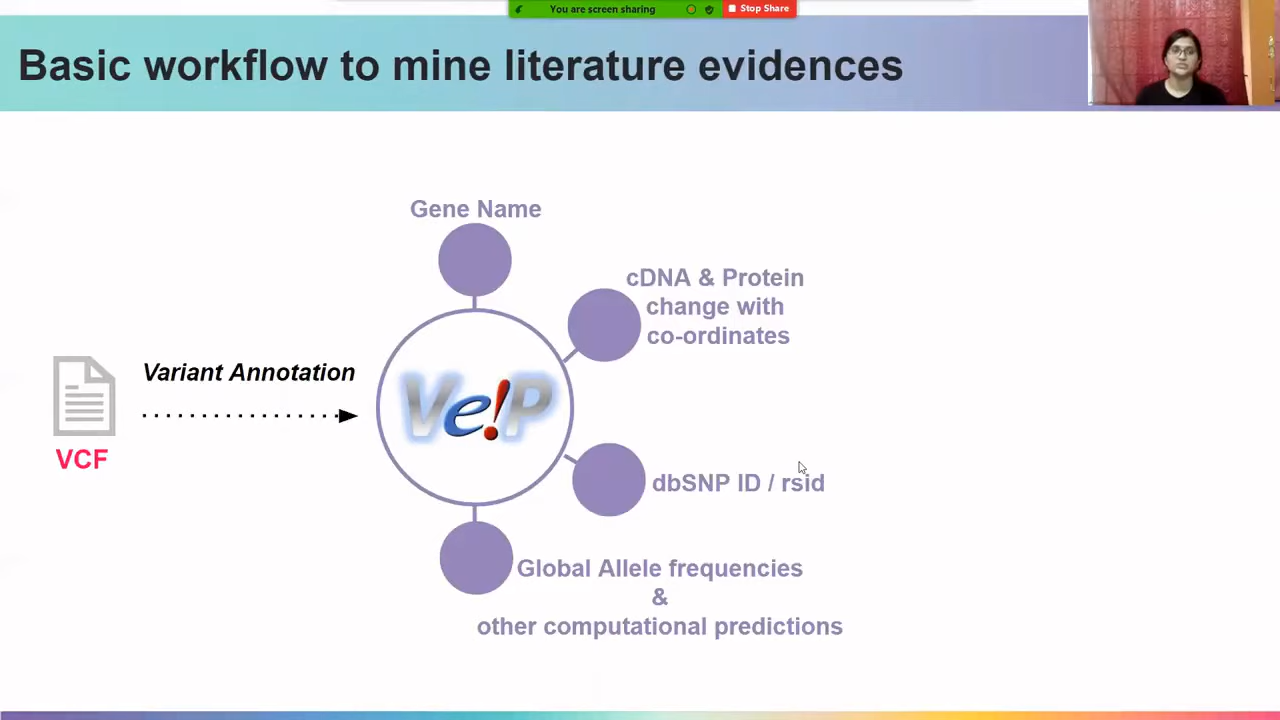 You are screen sharing
Stop Share
Basic workflow to mine literature evidences
Gene Name
cDNA & Protein
change with
co-ordinates
Variant Annotation
Ve!P
VCF
dbSNP ID / rsid
Global Allele frequencies
&
other computational predictions